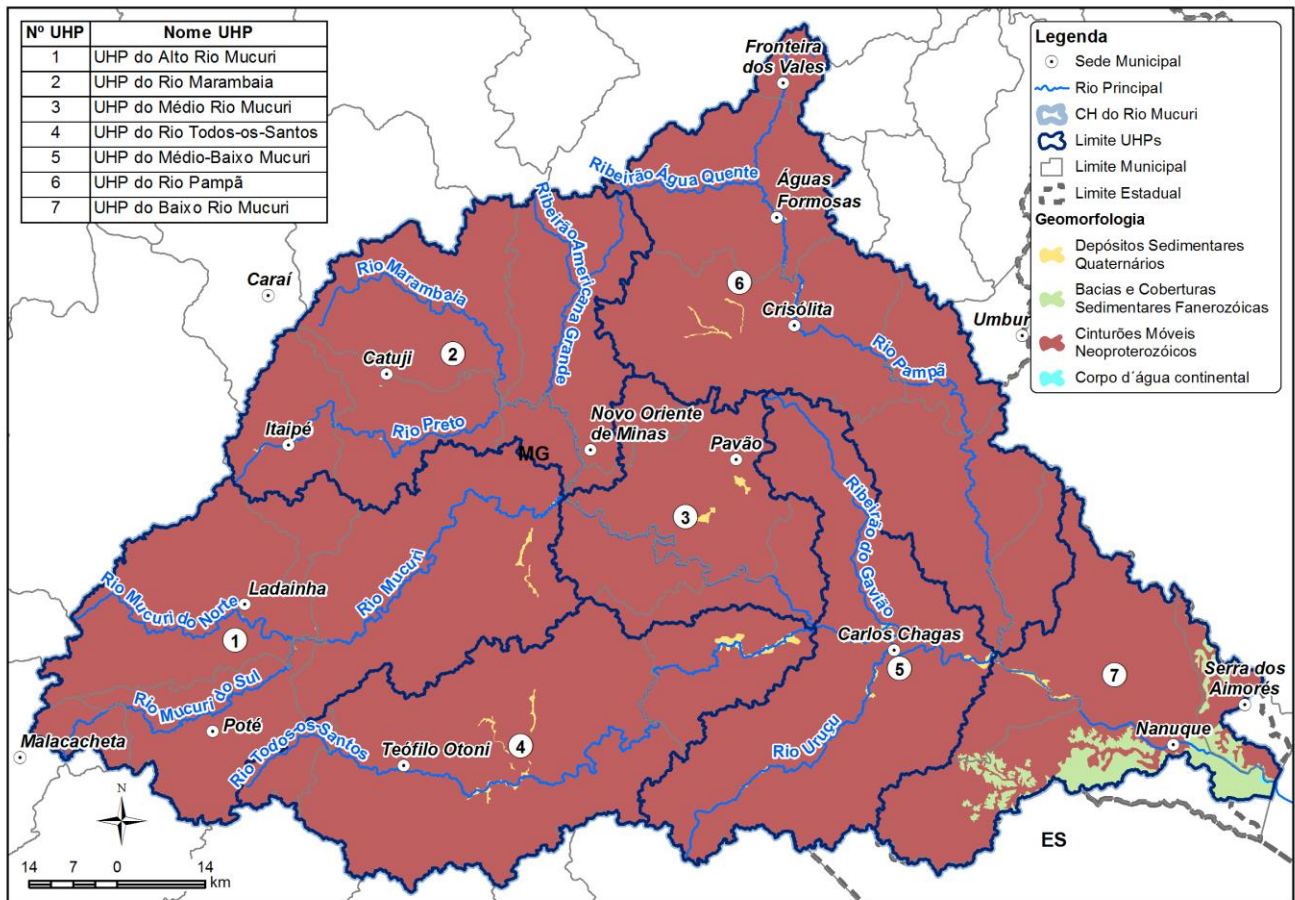 Nº UHP Nome UHP
1 UHP do Alto Rio Mucuri
2 UHP do Rio Marambaia
3 UHP do Médio Rio Mucuri
4 UHP do Rio Todos-os-Santos
5 UHP do Médio-Baixo Mucuri
6 UHP do Rio Pampã
7 UHP do Baixo Rio Mucuri
Legenda
Sede Municipal
Rio Principal
CH do Rio Mucuri
Limite UHPs
Limite Municipal
Limite Estadual
Geomorfologia
Depósitos Sedimentares
Quaternários
Bacias e Coberturas
Sedimentares Fanerozóicas
Cinturões Móveis
Neoproterozóicos
Corpo d´água continental
Fronteira
dos Vales
Ribeirão Água Quente
Águas
Formosas
Ribeirão Americana Grande
Rio Marambaia
Caraí
6
Crisólita
Umbur
Rio Pampã
Catuji
2
Novo Oriente
de Minas
Itaipé
Rio Preto
MG
Pavão
3
Ribeirão do Gavião
Rio Mucuri
Ladainha
Rio Mucuri do Norte
1
Carlos Chagas
5
7
Serra dos
Aimorés
Rio Mucuri do Sul
Poté
Malacacheta
Rio Todos-os-Santos
Teófilo Otoni
4
Rio Urucu
Nanuque
ES
N
14 7 0 14
km